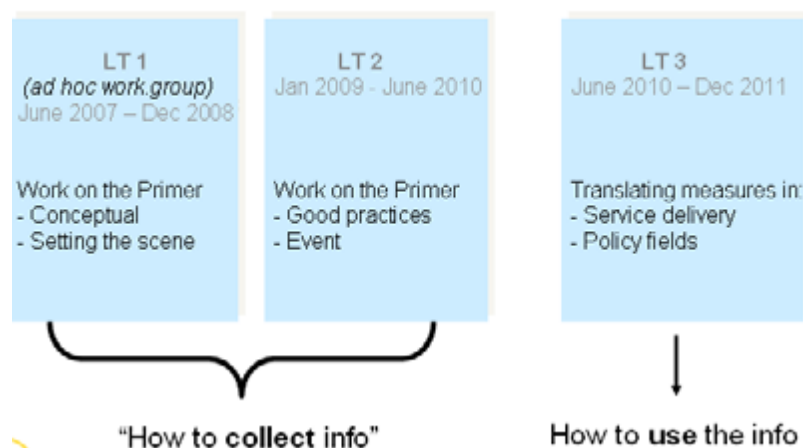 LT 1
(ad hoc work.group)
June 2007 – Dec 2008
Work on the Primer
- Conceptual
- Setting the scene
LT 2
Jan 2009 - June 2010
Work on the Primer
- Good practices
- Event
LT 3
June 2010 – Dec 2011
Translating measures in:
- Service delivery
- Policy fields
“How to collect info”
How to use the info